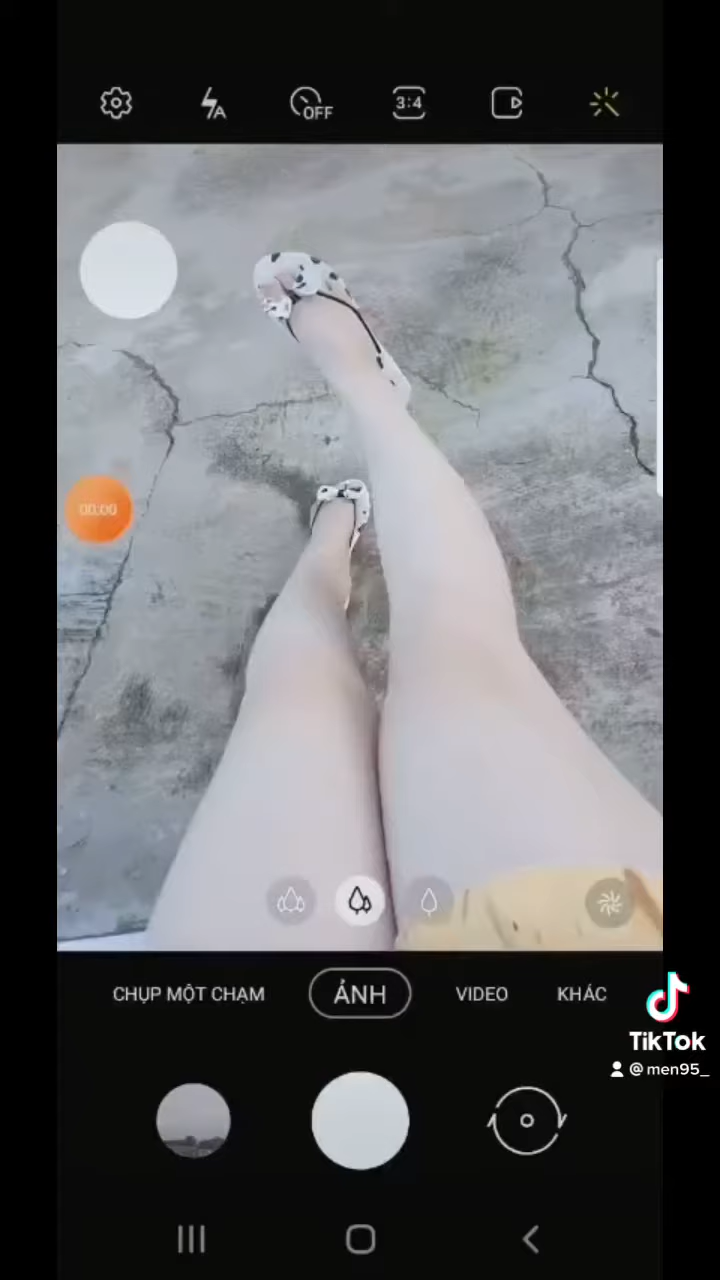 A
OFF
3:4
00:00
CHỤP MỘT CHẠM
ẢNH
VIDEO
KHÁC
TikTok
@men95_